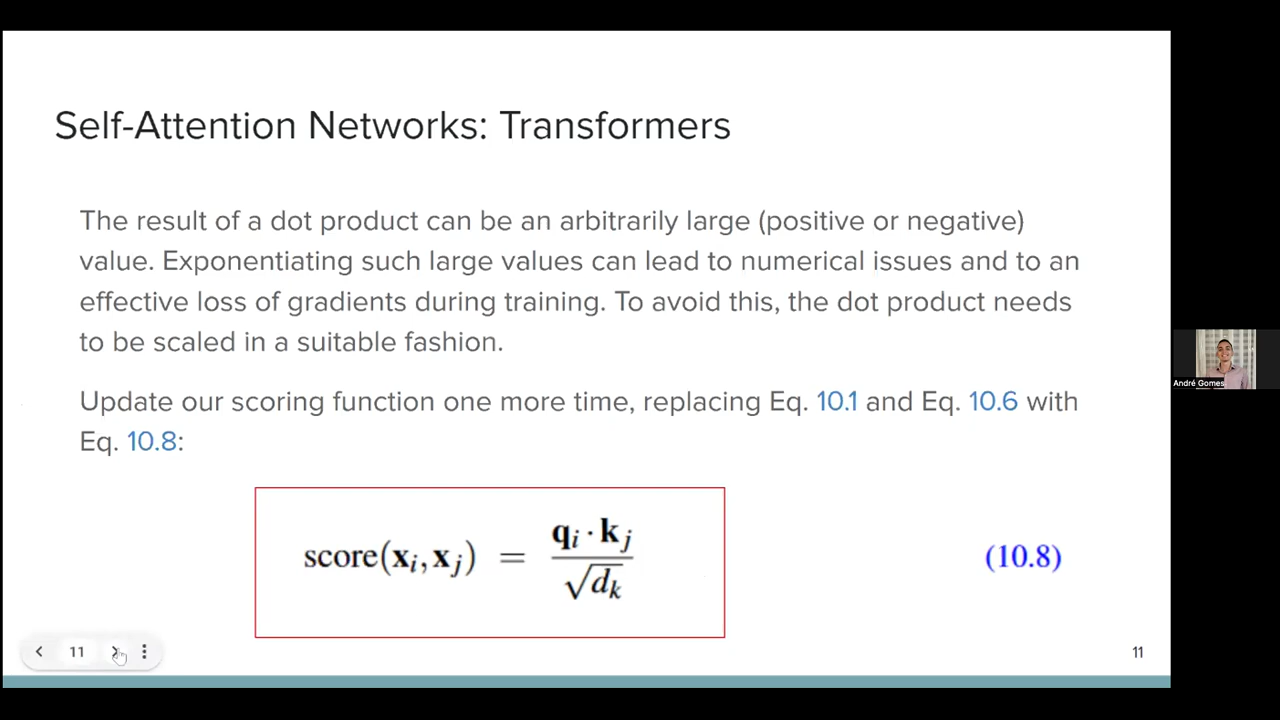 Self-Attention Networks: Transformers
The result of a dot product can be an arbitrarily large (positive or negative)
value. Exponentiating such large values can lead to numerical issues and to an
effective loss of gradients during training. To avoid this, the dot product needs
to be scaled in a suitable fashion.
Update our scoring function one more time, replacing Eq. 10.1 and Eq. 10.6 with
Eq. 10.8:
score(xᵢ, xⱼ) = qᵢ · kⱼ / √dₖ (10.8)
André Gomes
11
11